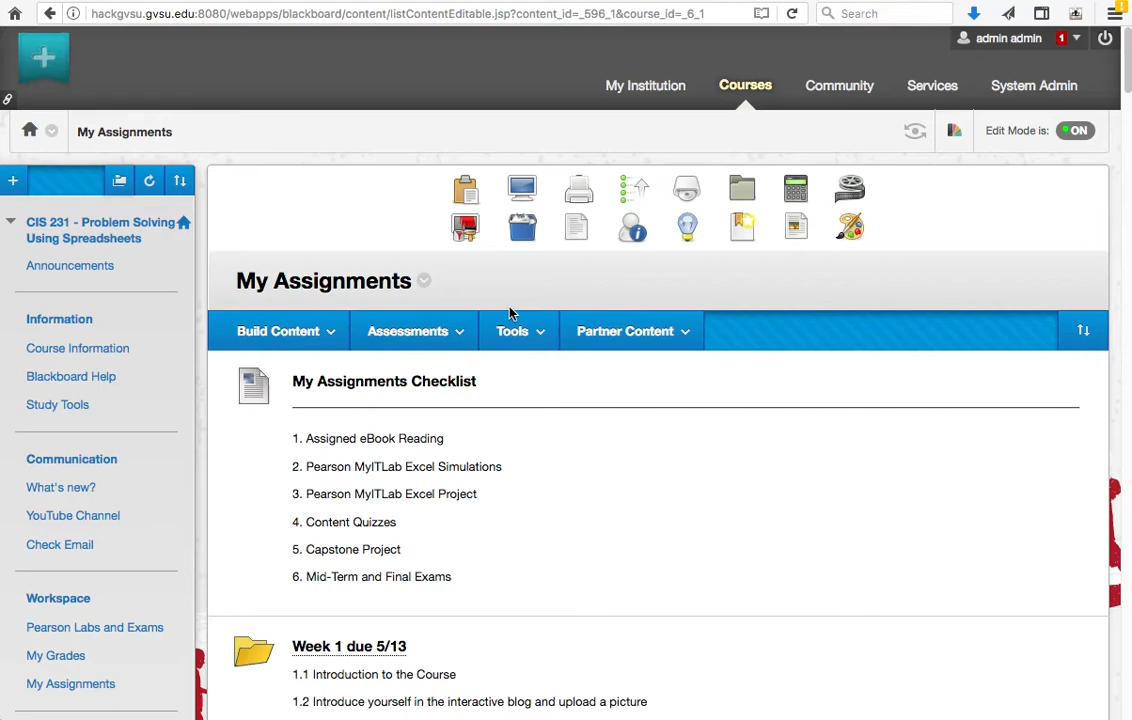 hackgvsu.gvsu.edu:8080/webapps/blackboard/content/listContentEditable.jsp?content_id=_596_1&course_id=_6_1
Search
admin admin
1
My Institution
Courses
Community
Services
System Admin
My Assignments
Edit Mode is:
ON
CIS 231 - Problem Solving
Using Spreadsheets
Announcements
Information
Course Information
Blackboard Help
Study Tools
Communication
What's new?
YouTube Channel
Check Email
Workspace
Pearson Labs and Exams
My Grades
My Assignments
My Assignments
Build Content
Assessments
Tools
Partner Content
My Assignments Checklist
1. Assigned eBook Reading
2. Pearson MyITLab Excel Simulations
3. Pearson MyITLab Excel Project
4. Content Quizzes
5. Capstone Project
6. Mid-Term and Final Exams
Week 1 due 5/13
1.1 Introduction to the Course
1.2 Introduce yourself in the interactive blog and upload a picture